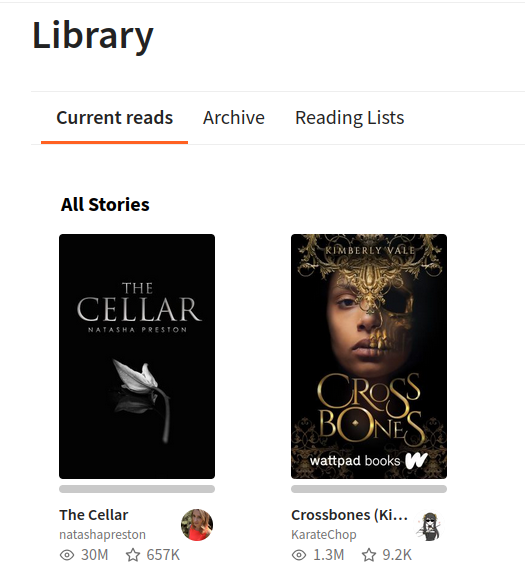 Library
Current reads Archive Reading Lists
All Stories
THE
CELLAR
NATASHA PRESTON
KIMBERLY VALE
CROSS
BONES
wattpad books W
The Cellar
natashapreston
30M 657K
Crossbones (Ki...
KarateChop
1.3M 9.2K